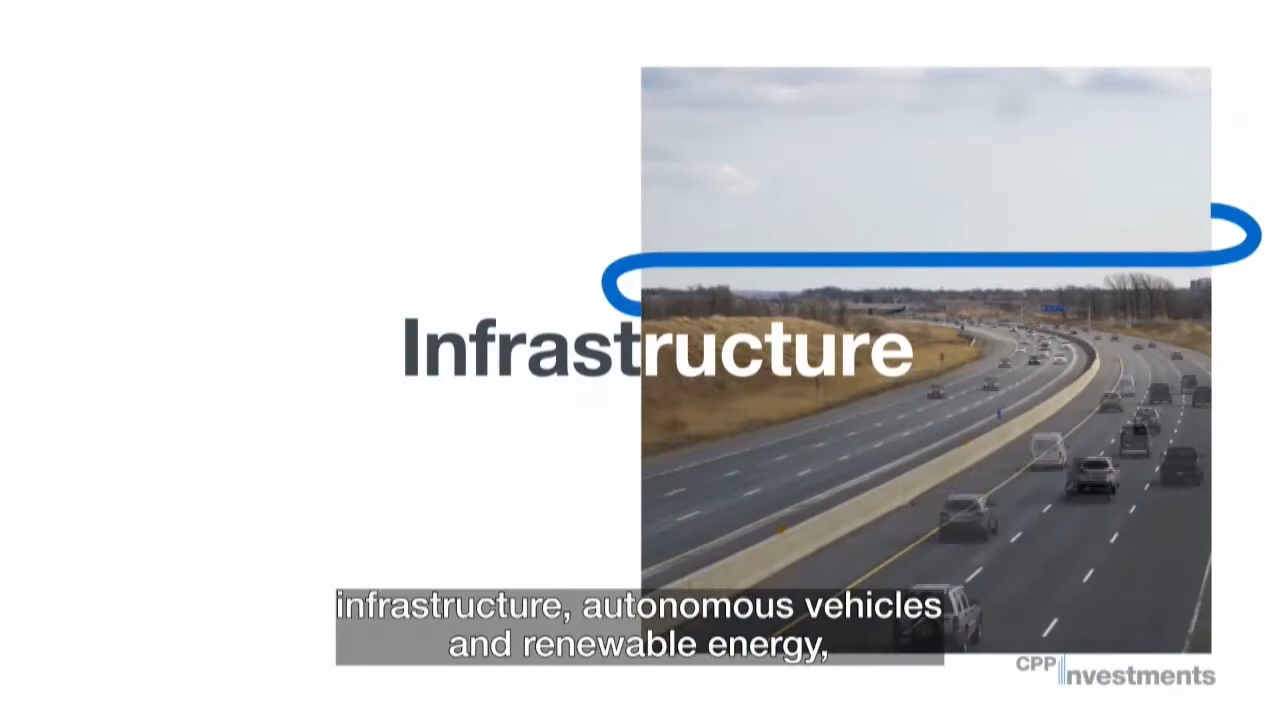 Infrastructure
infrastructure, autonomous vehicles
and renewable energy,
CPP
Investments